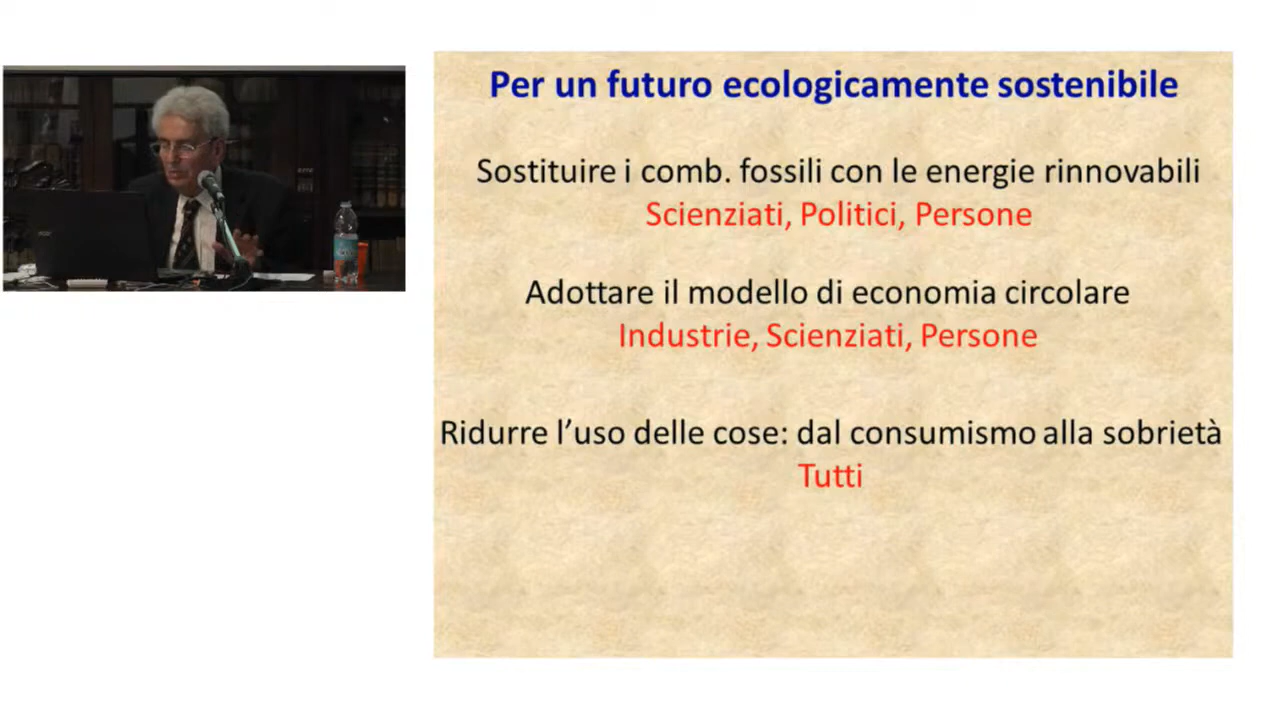 Per un futuro ecologicamente sostenibile
Sostituire i comb. fossili con le energie rinnovabili
Scienziati, Politici, Persone
Adottare il modello di economia circolare
Industrie, Scienziati, Persone
Ridurre l'uso delle cose: dal consumismo alla sobrietà
Tutti